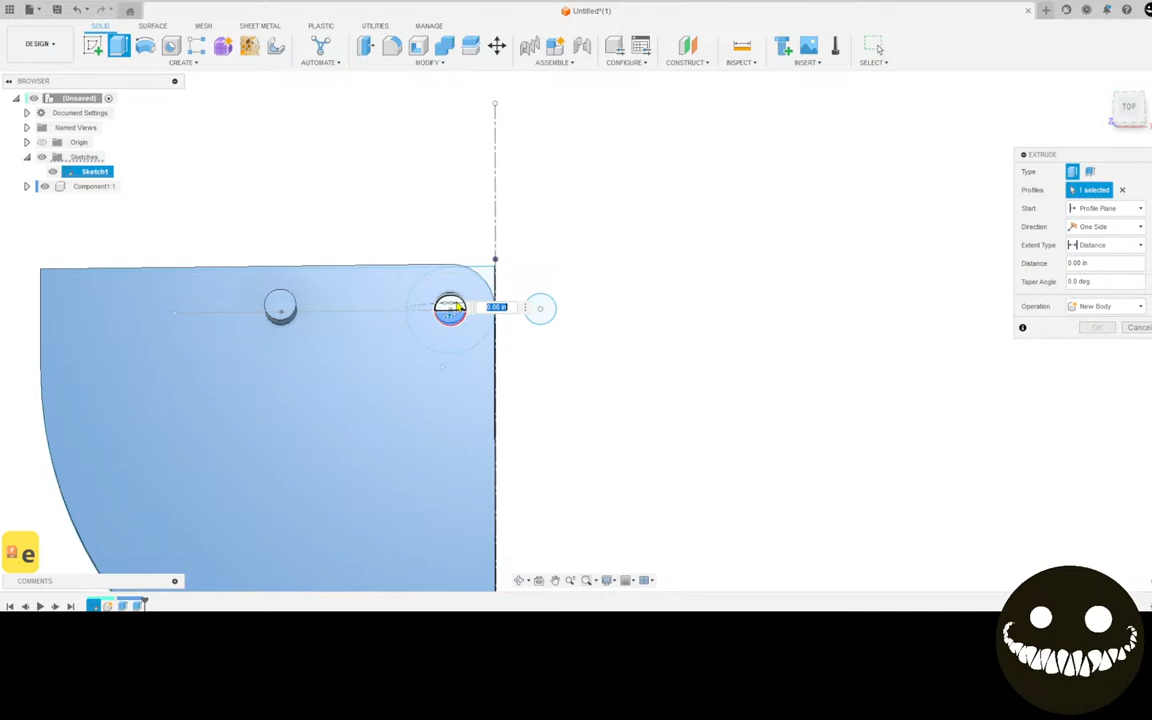 Untitled*(1)
SOLID SURFACE MESH SHEET METAL PLASTIC UTILITIES MANAGE
DESIGN
CREATE AUTOMATE MODIFY ASSEMBLE CONFIGURE CONSTRUCT INSPECT INSERT SELECT
BROWSER
(Unsaved)
Document Settings
Named Views
Origin
Sketches
Sketch1
Component1:1
TOP
EXTRUDE
Type
Profiles 1 selected
Start Profile Plane
Direction One Side
Extent Type Distance
Distance 0.00 in
Taper Angle 0.0 deg
Operation New Body
OK Cancel
0.00 in
e
COMMENTS